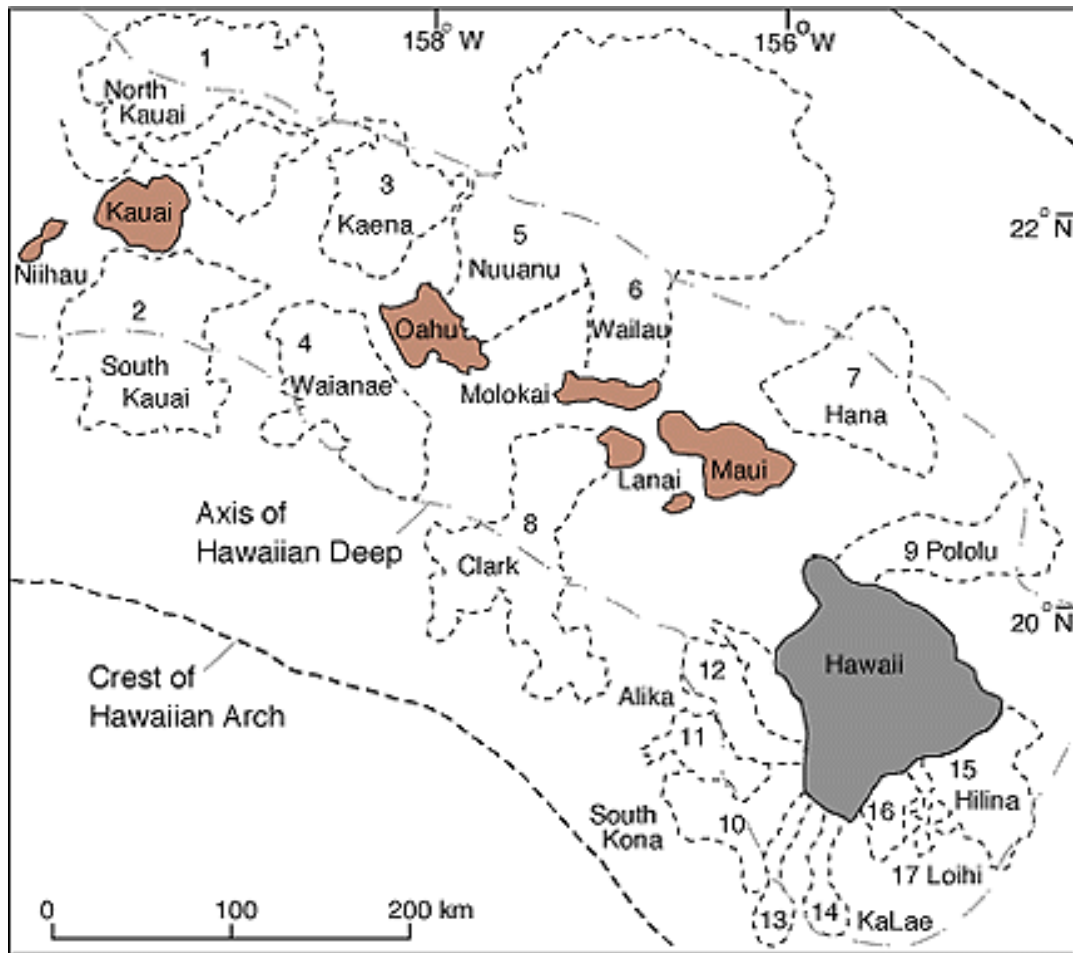 158° W
156° W
1
North
Kauai
3
Kaena
Kauai
22° N
5
Nuuanu
Niihau
6
Wailau
2
Oahu
4
Waianae
South
Kauai
Molokai
7
Hana
Lanai
Maui
Axis of
Hawaiian Deep
8
Clark
9 Pololu
20° N
Hawaii
Crest of
Hawaiian Arch
12
Alika
11
15
Hilina
South
Kona
10
16
17 Loihi
13
14
KaLae
0
100
200 km